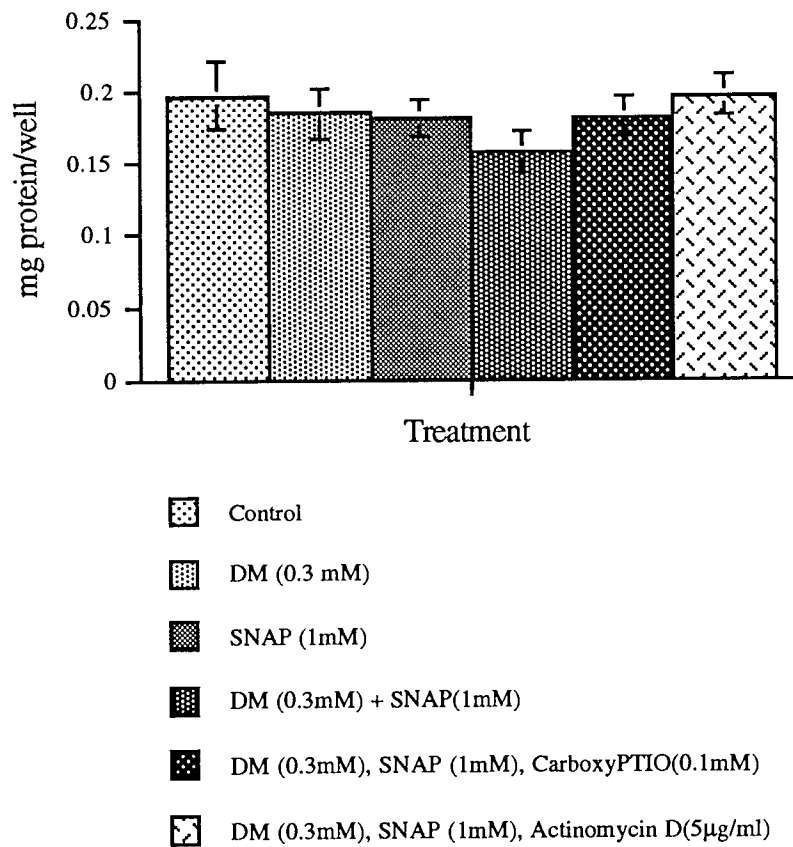 0.25
0.2
0.15
0.1
0.05
0
mg protein/well
Treatment
Control
DM (0.3 mM)
SNAP (1mM)
DM (0.3mM) + SNAP(1mM)
DM (0.3mM), SNAP (1mM), CarboxyPTIO(0.1mM)
DM (0.3mM), SNAP (1mM), Actinomycin D(5μg/ml)